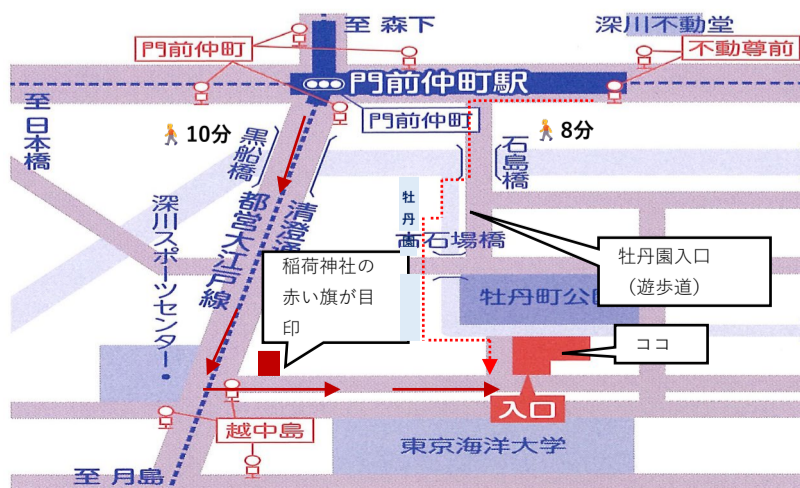 至 森下
深川不動堂
門前仲町
不動尊前
門前仲町駅
至 日本橋
門前仲町
10分
8分
黒船橋
石島橋
牡丹園
清澄通
都営大江戸線
深川スポーツセンター
石場橋
稲荷神社の
赤い旗が目
印
牡丹園入口
（遊歩道）
牡丹町公
ココ
入口
越中島
東京海洋大学
至 月島